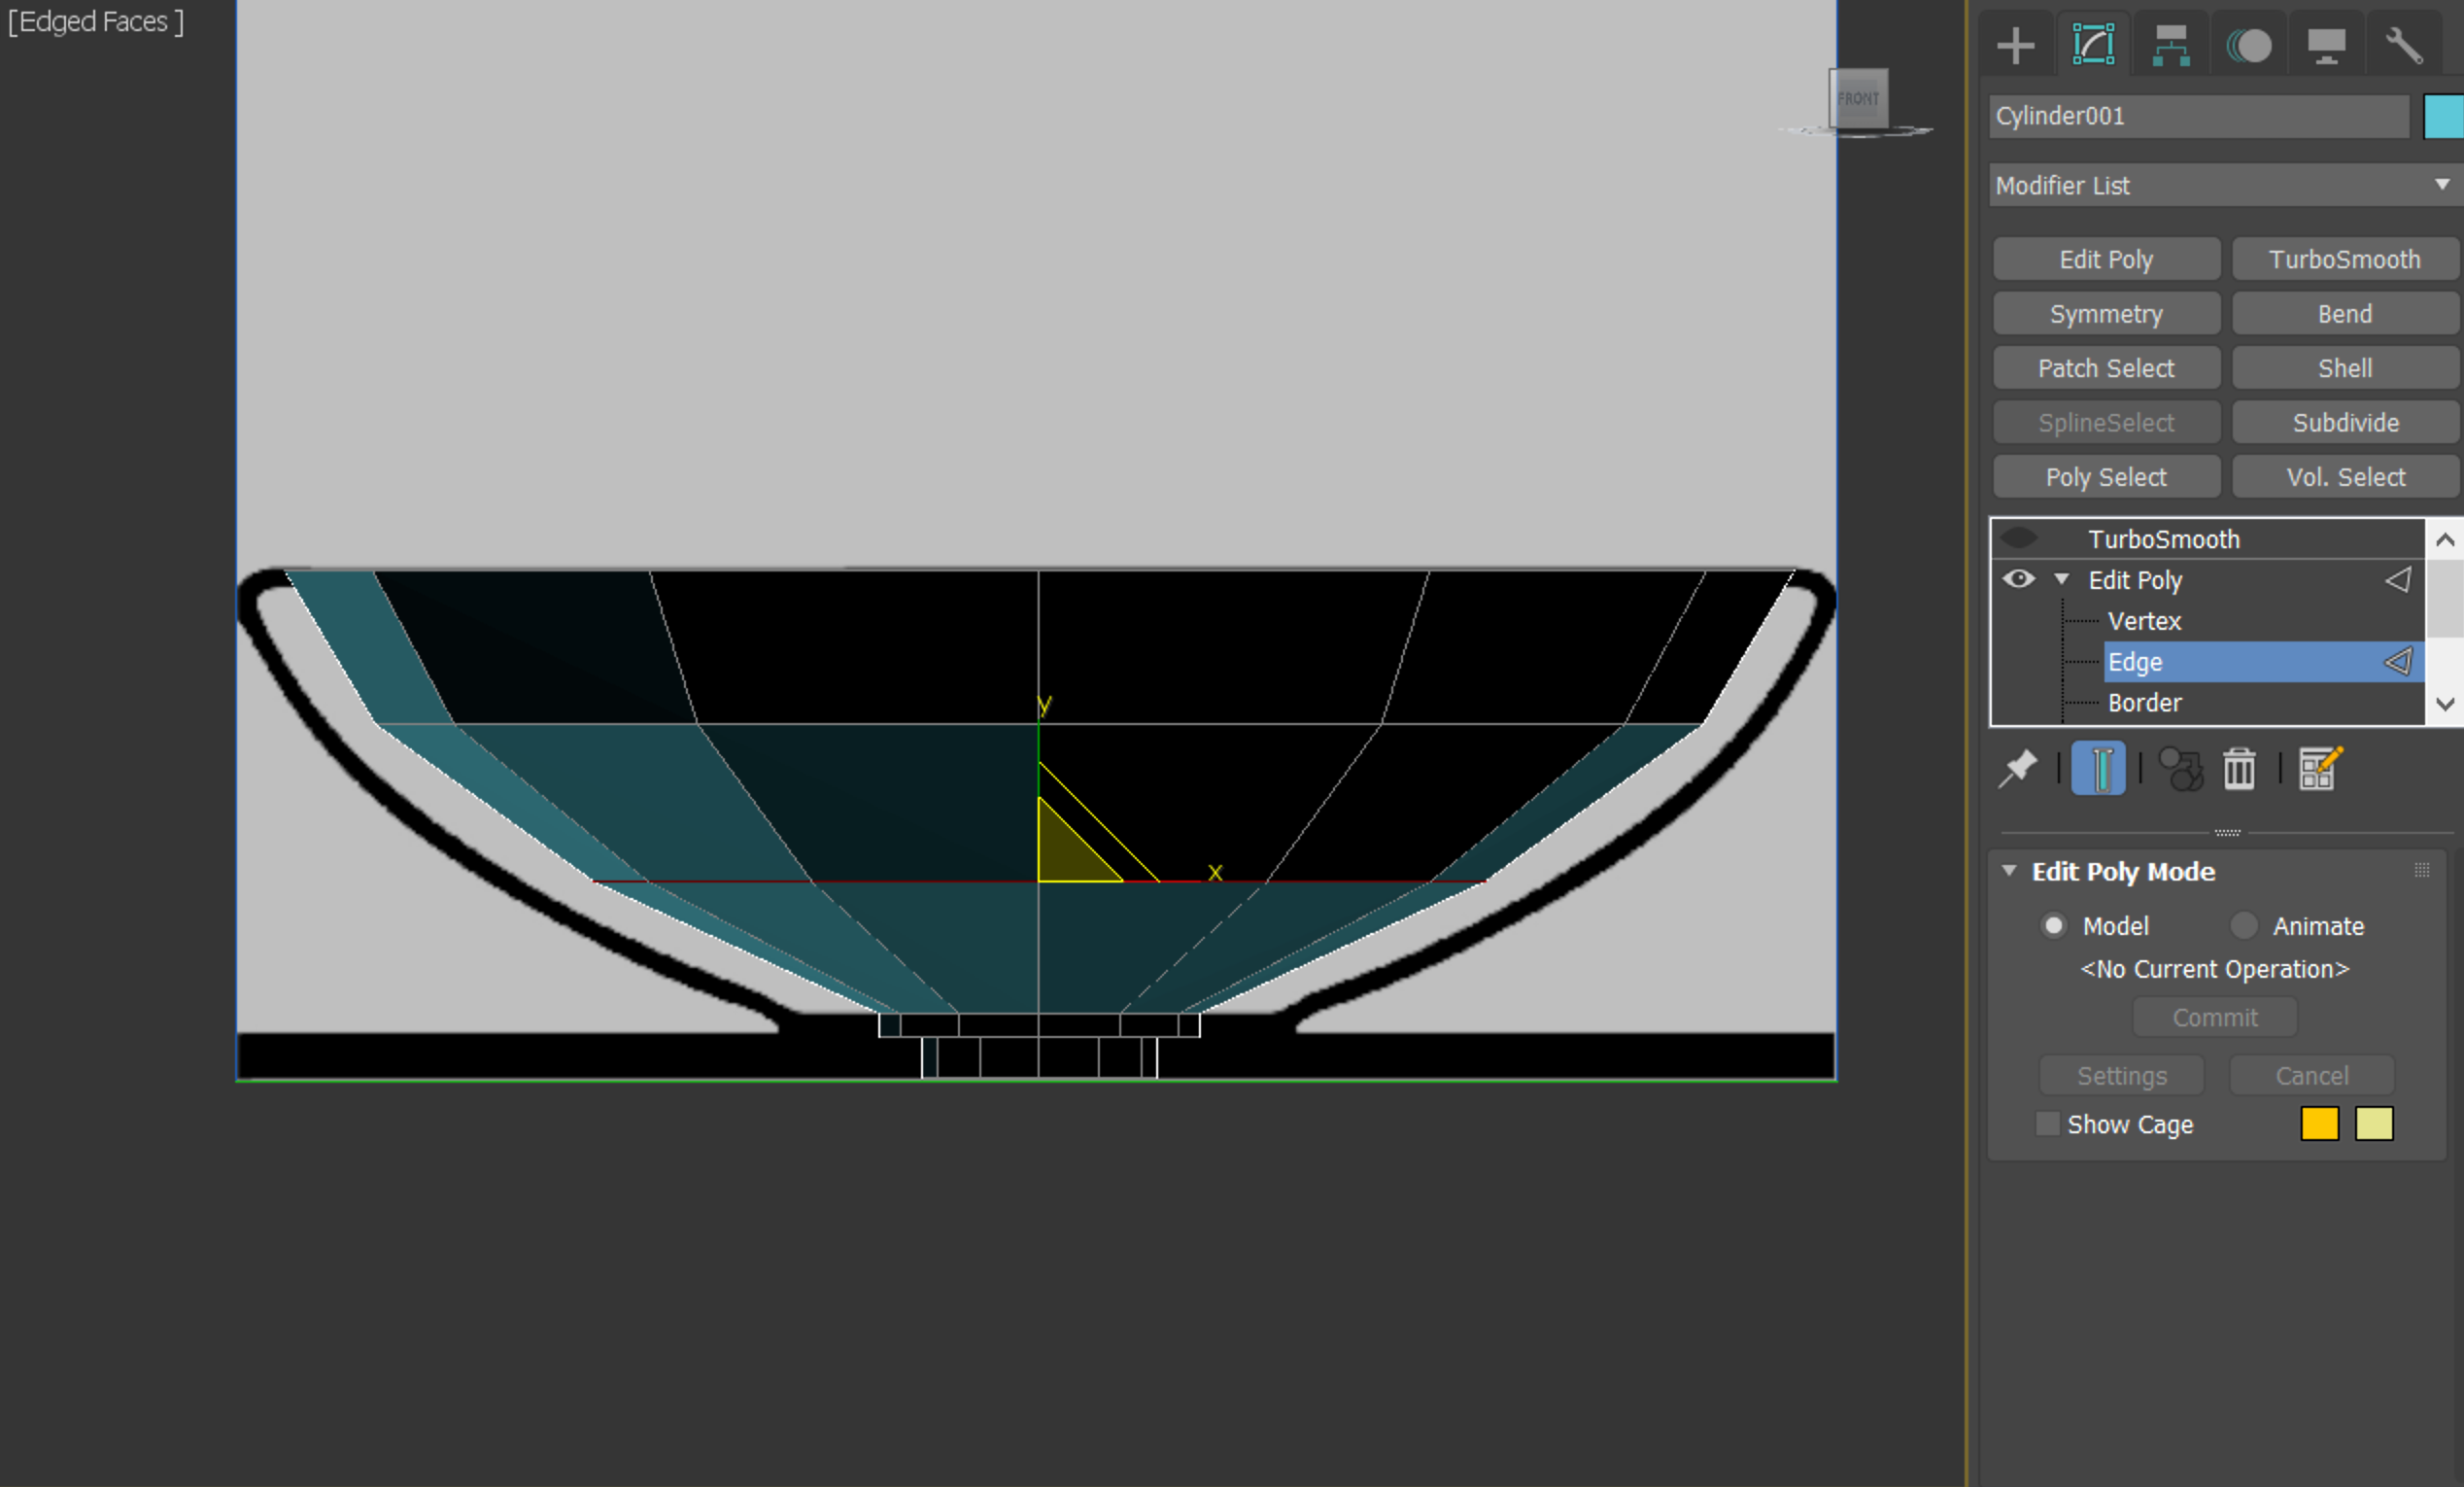 [Edged Faces ]
FRONT
y
x
Cylinder001
Modifier List
Edit Poly
TurboSmooth
Symmetry
Bend
Patch Select
Shell
SplineSelect
Subdivide
Poly Select
Vol. Select
TurboSmooth
Edit Poly
Vertex
Edge
Border
Edit Poly Mode
Model
Animate
<No Current Operation>
Commit
Settings
Cancel
Show Cage